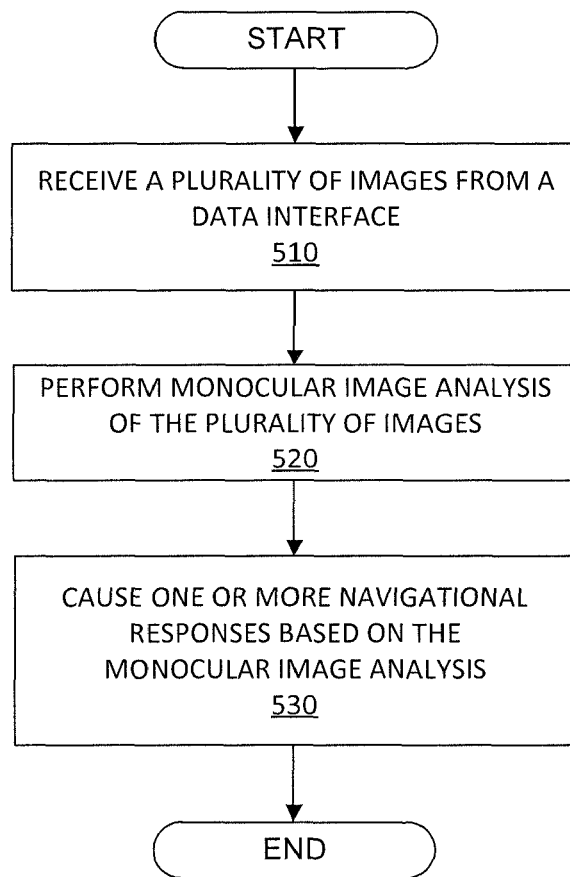 START
RECEIVE A PLURALITY OF IMAGES FROM A
DATA INTERFACE
510
PERFORM MONOCULAR IMAGE ANALYSIS
OF THE PLURALITY OF IMAGES
520
CAUSE ONE OR MORE NAVIGATIONAL
RESPONSES BASED ON THE
MONOCULAR IMAGE ANALYSIS
530
END